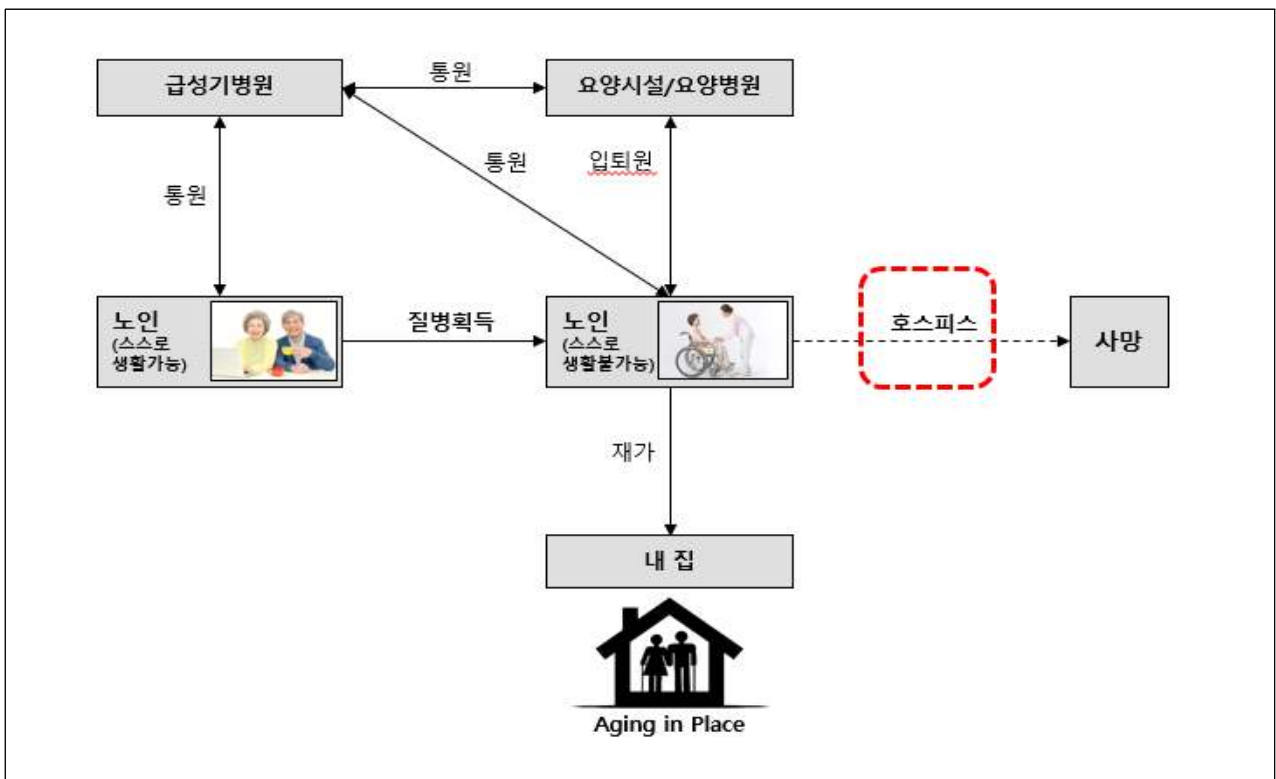 급성기병원
통원
요양시설/요양병원
통원
통원
입퇴원
노인
(스스로
생활가능)
질병획득
노인
(스스로
생활불가능)
호스피스
사망
재가
내 집
Aging in Place